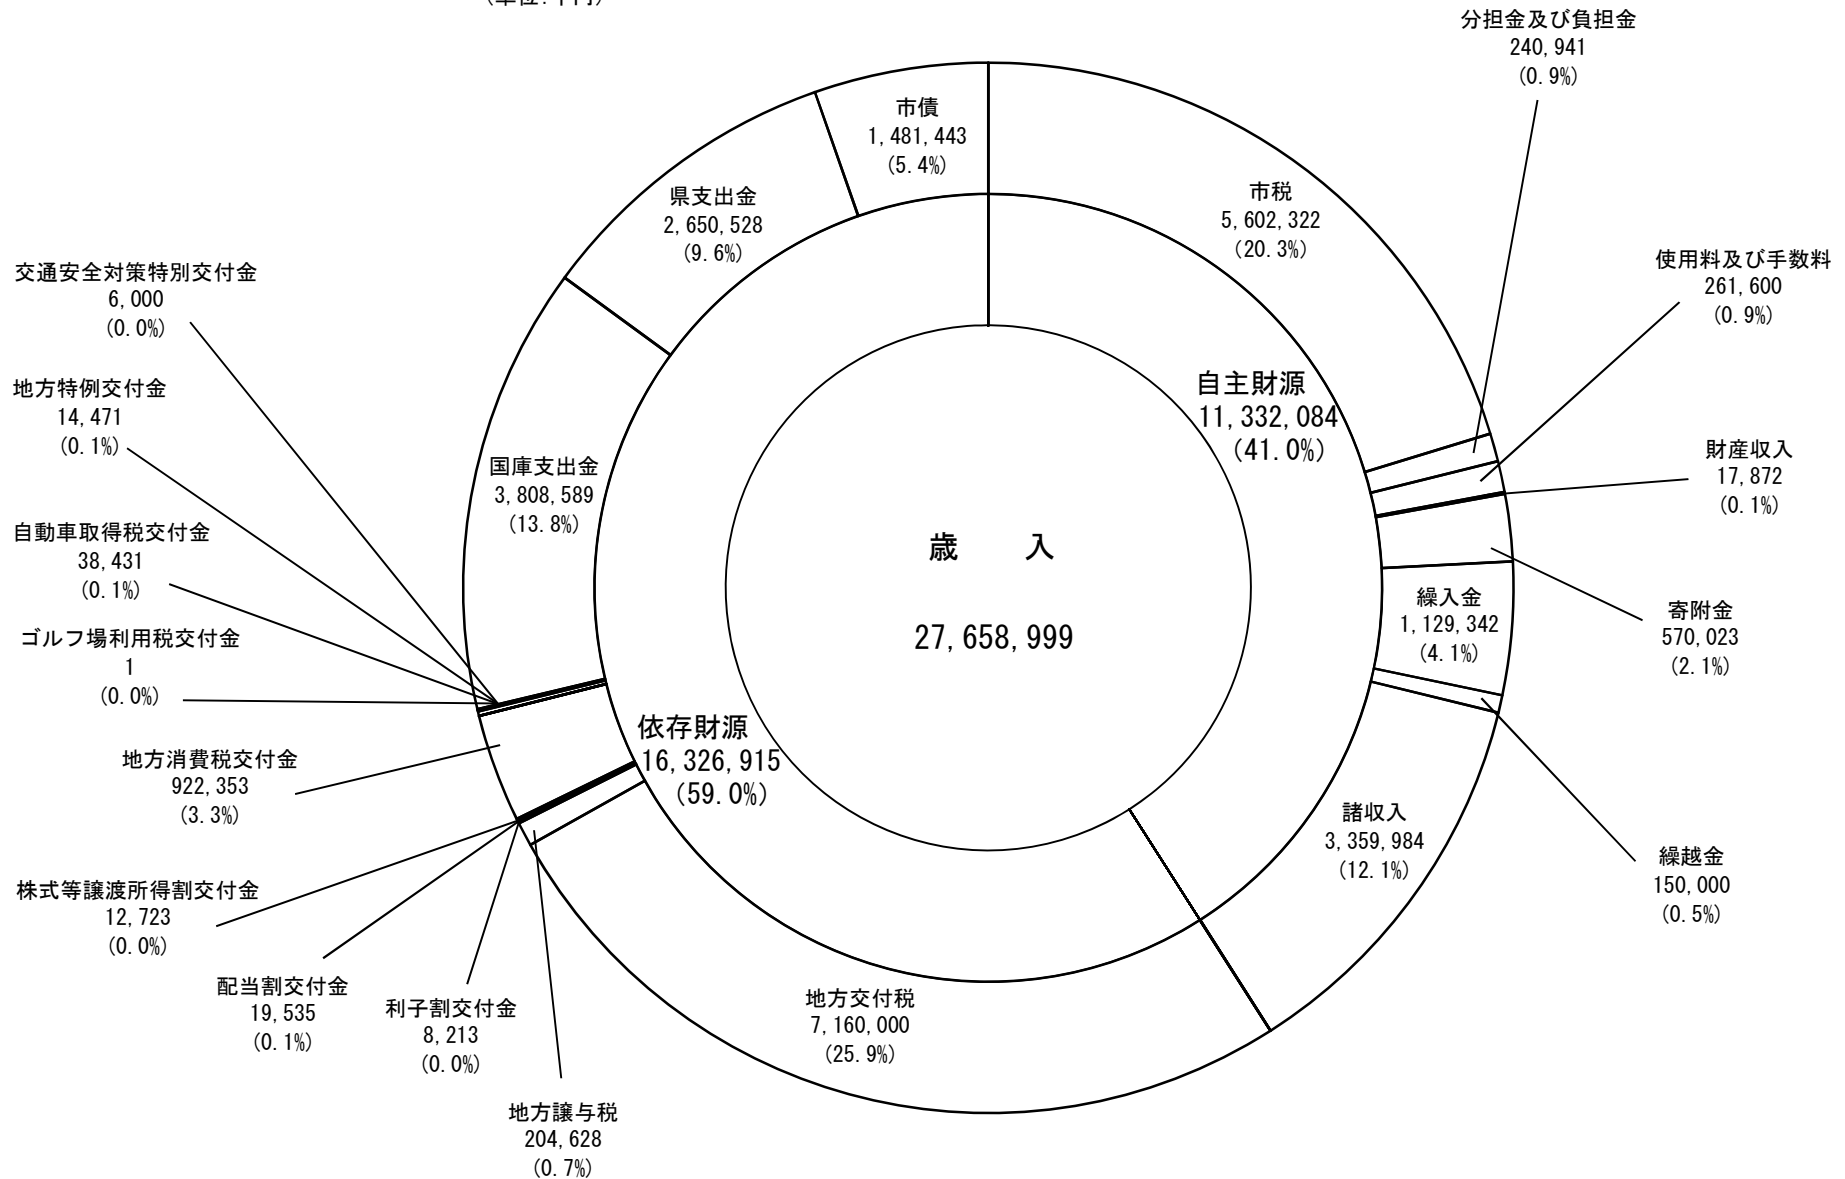 (単位:千円)
分担金及び負担金
240,941
(0.9%)
市債
1,481,443
(5.4%)
市税
5,602,322
(20.3%)
県支出金
2,650,528
(9.6%)
使用料及び手数料
261,600
(0.9%)
交通安全対策特別交付金
6,000
(0.0%)
地方特例交付金
14,471
(0.1%)
自主財源
11,332,084
(41.0%)
財産収入
17,872
(0.1%)
国庫支出金
3,808,589
(13.8%)
自動車取得税交付金
38,431
(0.1%)
歳 入
27,658,999
繰入金
1,129,342
(4.1%)
寄附金
570,023
(2.1%)
ゴルフ場利用税交付金
1
(0.0%)
依存財源
16,326,915
(59.0%)
地方消費税交付金
922,353
(3.3%)
諸収入
3,359,984
(12.1%)
繰越金
150,000
(0.5%)
株式等譲渡所得割交付金
12,723
(0.0%)
配当割交付金
19,535
(0.1%)
利子割交付金
8,213
(0.0%)
地方交付税
7,160,000
(25.9%)
地方譲与税
204,628
(0.7%)